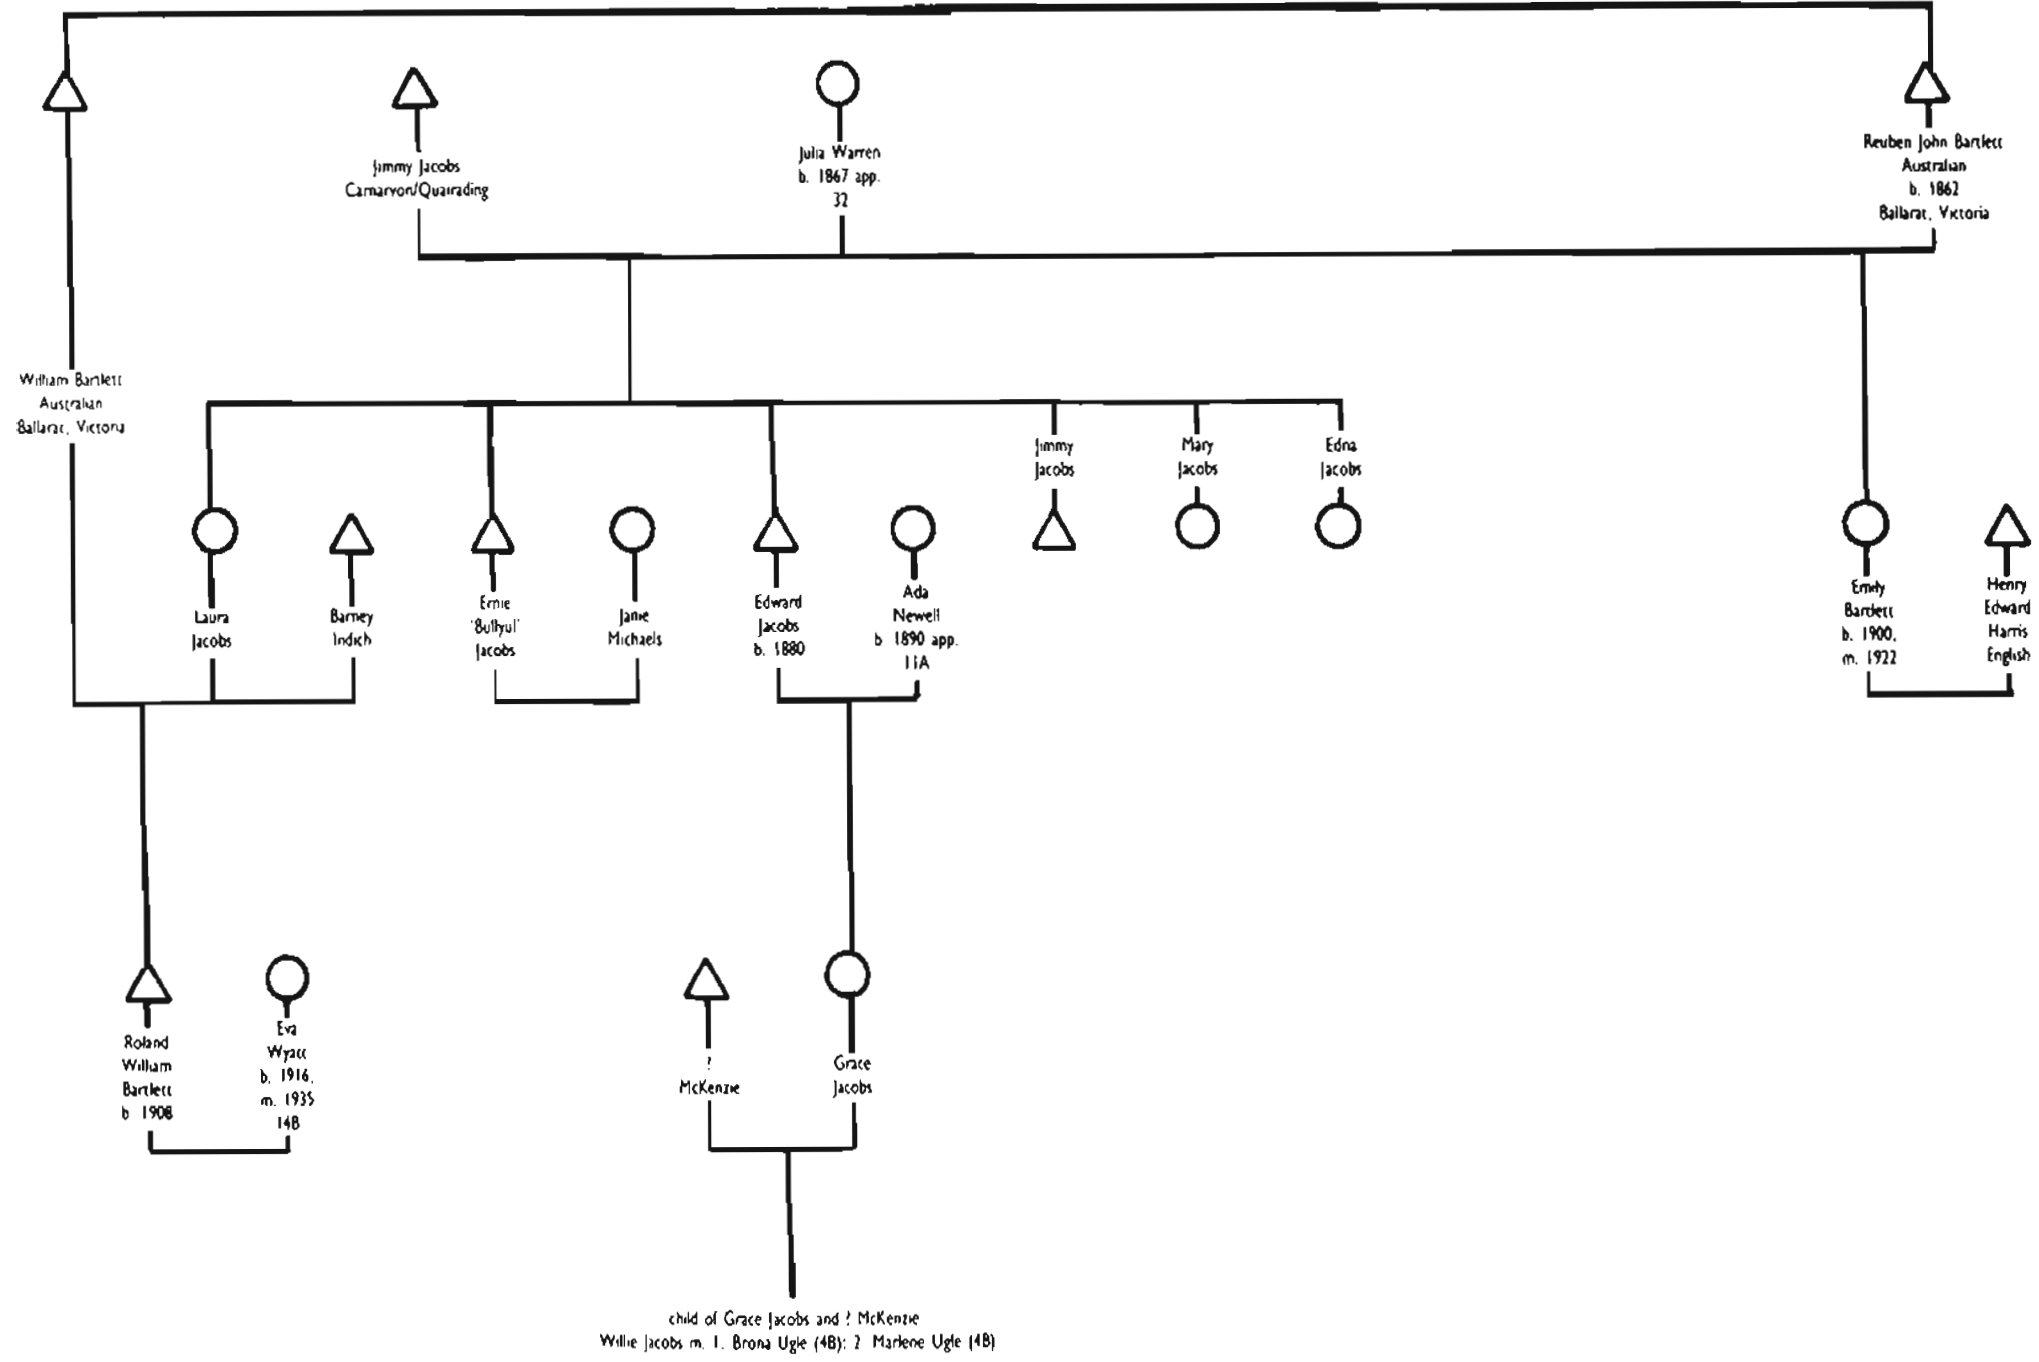 Jimmy Jacobs
Carnarvon/Quairading
Julia Warren
b. 1867 app.
32
Reuben John Bartlett
Australian
b. 1862
Ballarat, Victoria
William Bartlett
Australian
Ballarat, Victoria
Jimmy
Jacobs
Mary
Jacobs
Edna
Jacobs
Laura
Jacobs
Barney
Indich
Ernie
'Bullyul'
Jacobs
Janie
Michaels
Edward
Jacobs
b. 1880
Ada
Newell
b 1890 app.
11A
Emily
Bartlett
b. 1900,
m. 1922
Henry
Edward
Harris
English
Roland
William
Bartlett
b 1908
Eva
Wyatt
b. 1916,
m. 1935
14B
?
McKenzie
Grace
Jacobs
child of Grace Jacobs and ? McKenzie
Willie Jacobs m. 1. Brona Ugle (4B); 2 Marlene Ugle (4B)